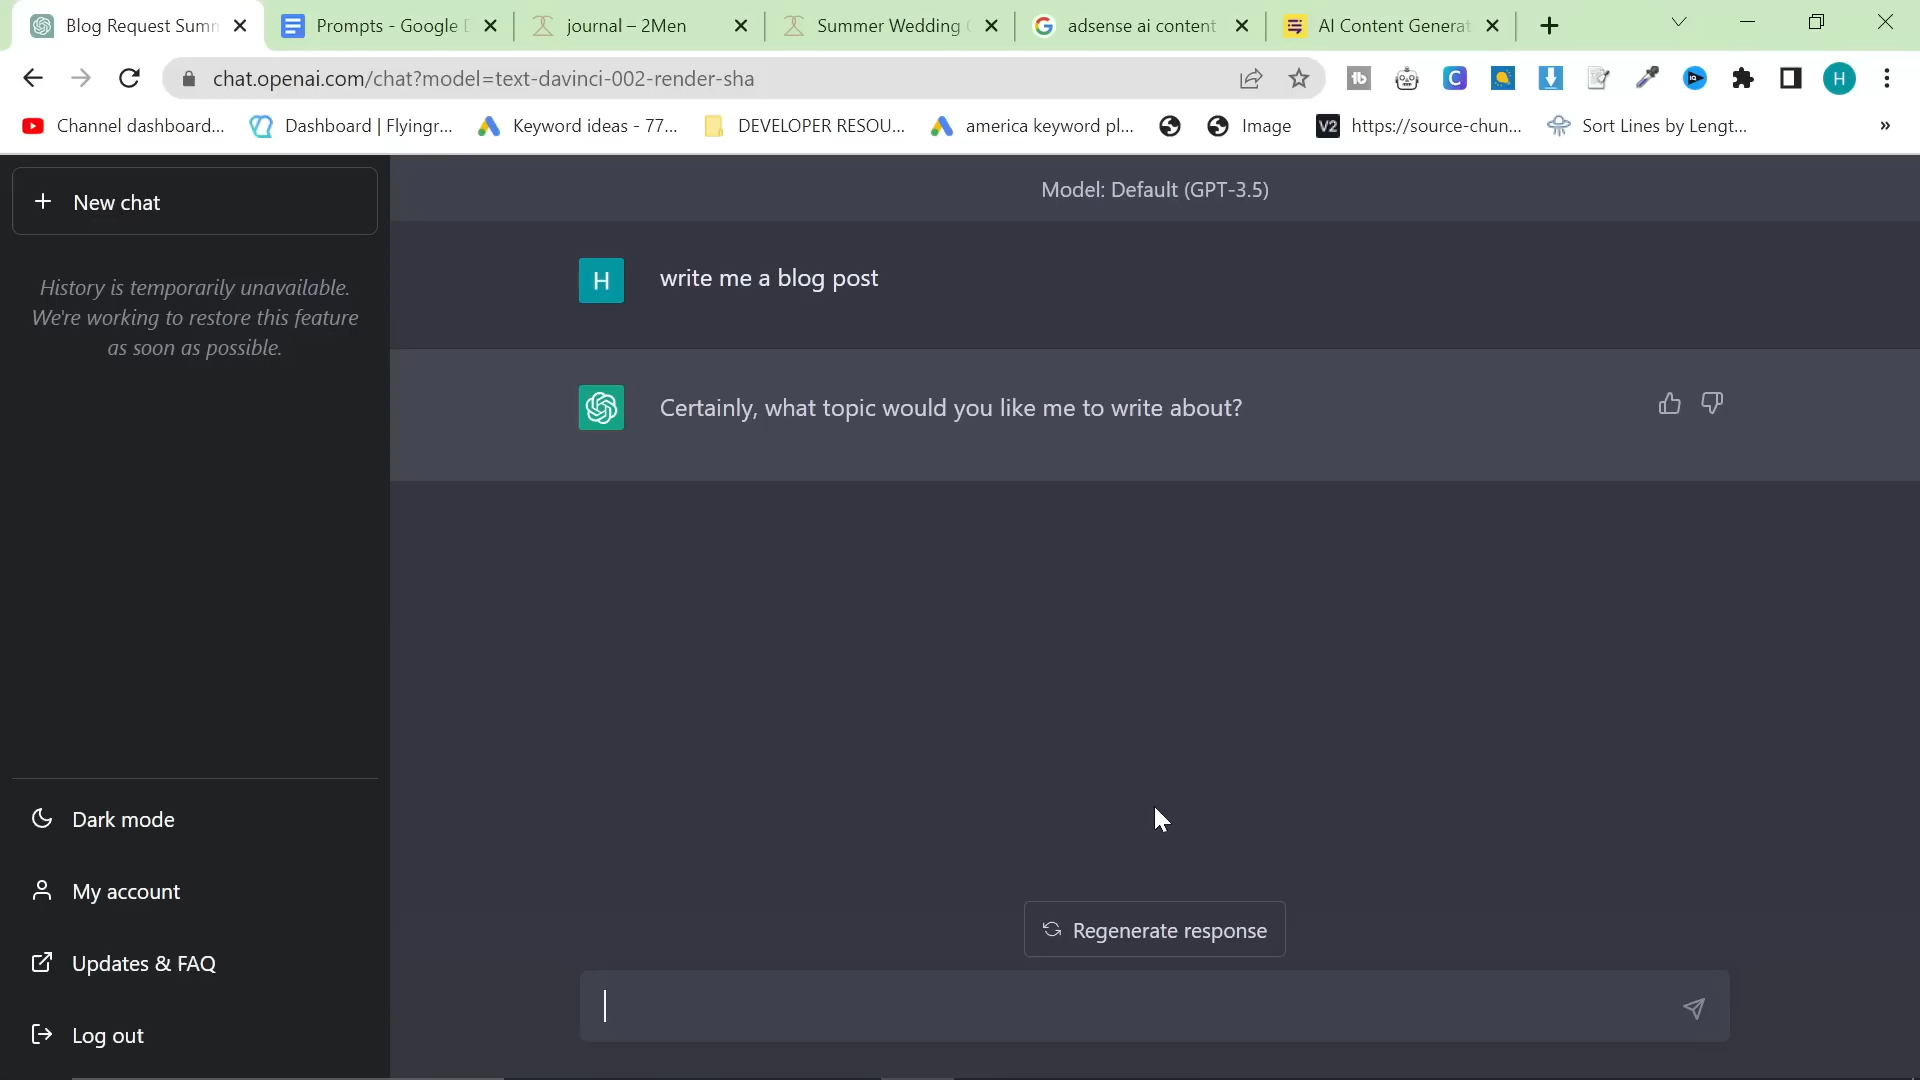 Blog Request Sumn
Prompts - Google D
journal – 2Men
Summer Wedding
adsense ai content
AI Content Generat
chat.openai.com/chat?model=text-davinci-002-render-sha
tb
C
H
Channel dashboard...
Dashboard | Flyingr...
Keyword ideas - 77...
DEVELOPER RESOU...
america keyword pl...
Image
V2
https://source-chun...
Sort Lines by Lengt...
»
+ New chat
History is temporarily unavailable.
We're working to restore this feature
as soon as possible.
Model: Default (GPT-3.5)
H
write me a blog post
Certainly, what topic would you like me to write about?
Regenerate response
Dark mode
My account
Updates & FAQ
Log out